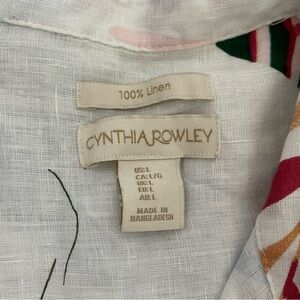 100% Linen
CYNTHIA ROWLEY
US: L
CA: L/G
UK: L
EU: L
AU: L
MADE IN
BANGLADESH